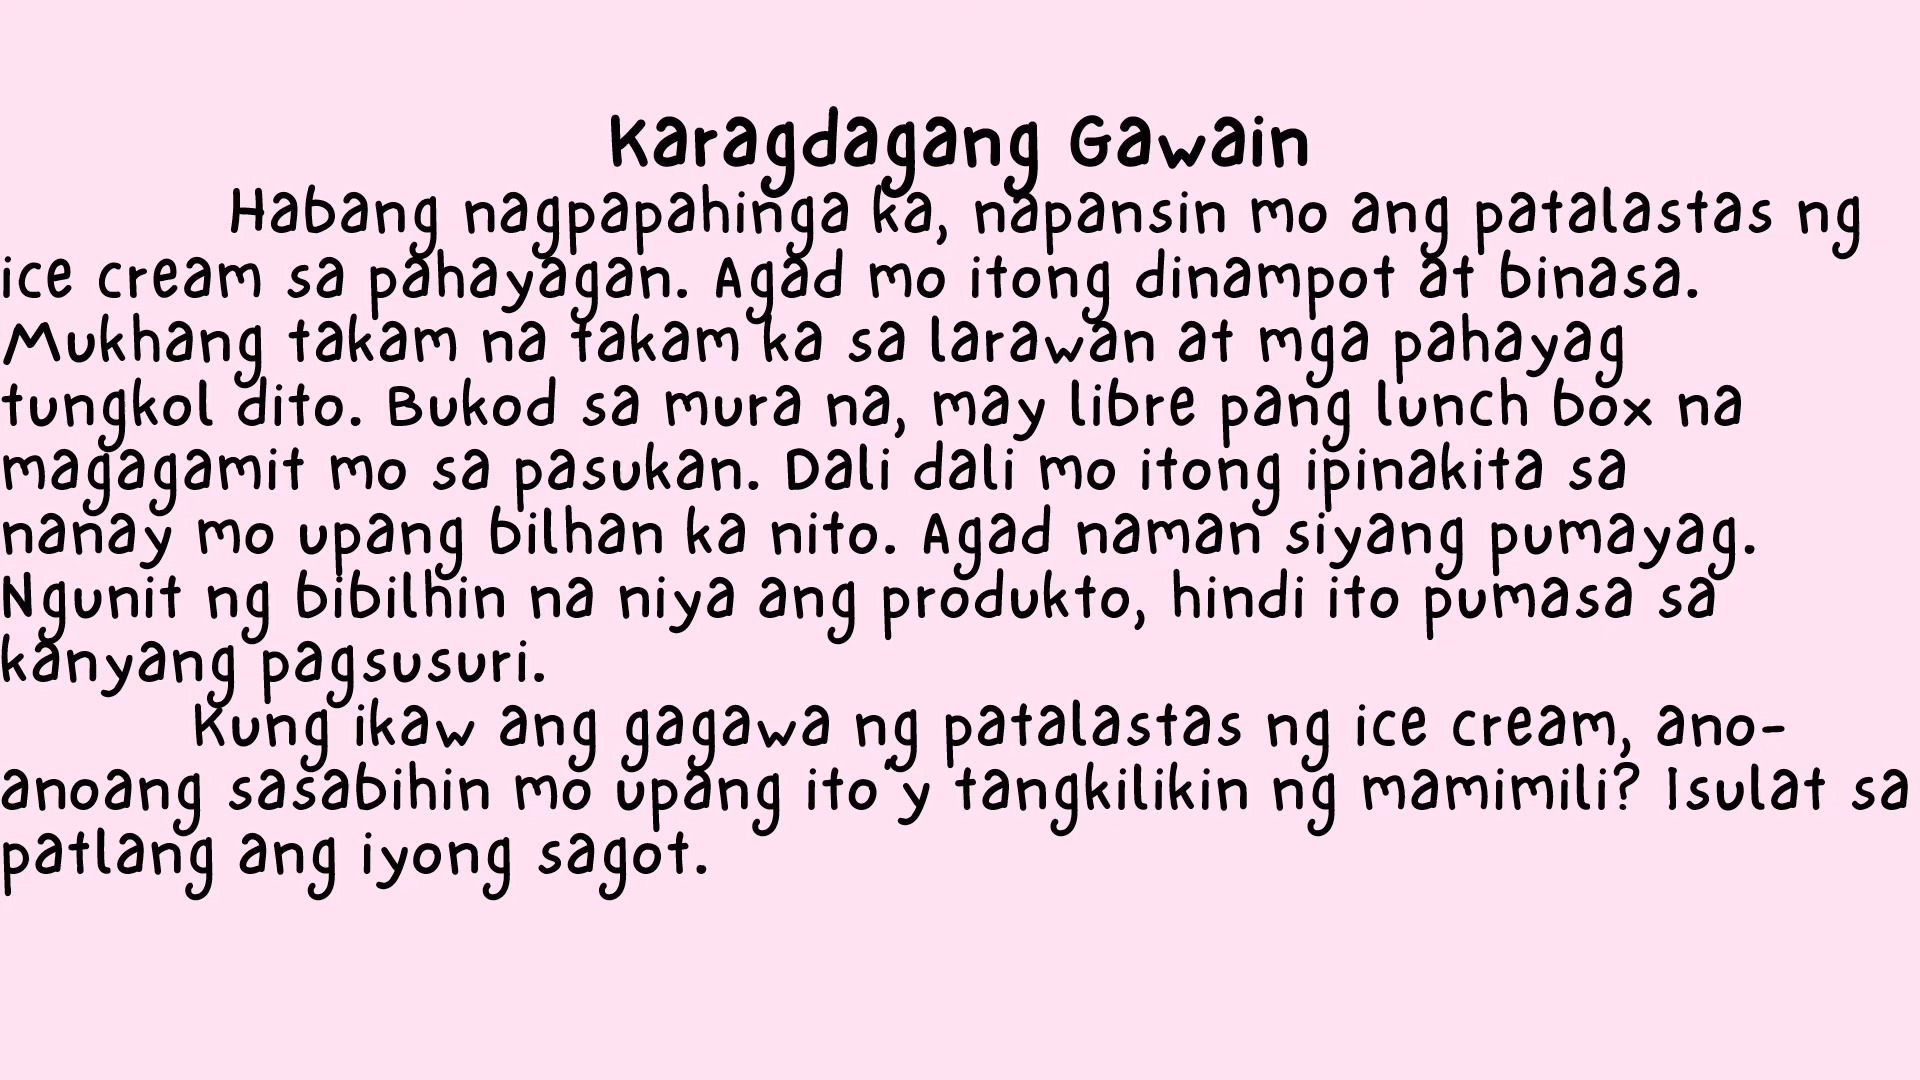 Karagdagang Gawain
Habang nagpapahinga ka, napansin mo ang patalastas ng
ice cream sa pahayagan. Agad mo itong dinampot at binasa.
Mukhang takam na takam ka sa larawan at mga pahayag
tungkol dito. Bukod sa mura na, may libre pang lunch box na
magagamit mo sa pasukan. Dali dali mo itong ipinakita sa
nanay mo upang bilhan ka nito. Agad naman siyang pumayag.
Ngunit ng bibilhin na niya ang produkto, hindi ito pumasa sa
kanyang pagsusuri.
Kung ikaw ang gagawa ng patalastas ng ice cream, ano-
anoang sasabihin mo upang ito'y tangkilikin ng mamimili? Isulat sa
patlang ang iyong sagot.